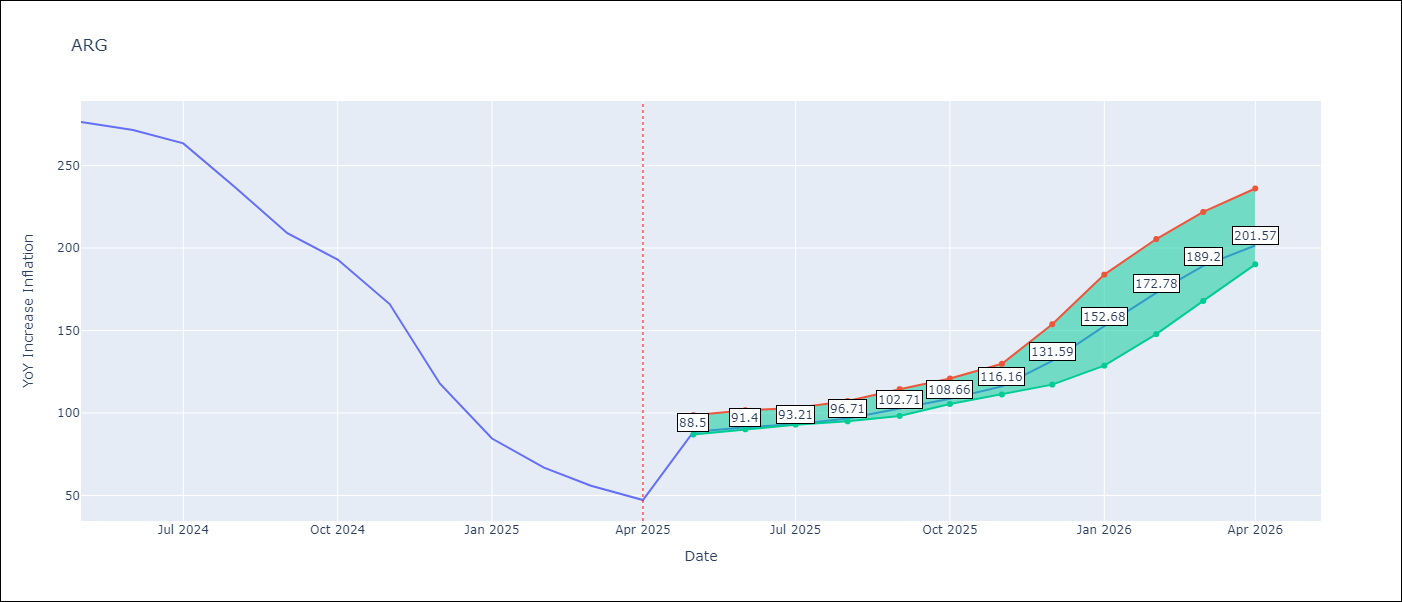 ARG
YoY Increase Inflation
250
200
150
100
50
88.5
91.4
93.21
96.71
102.71
108.66
116.16
131.59
152.68
172.78
189.2
201.57
Jul 2024
Oct 2024
Jan 2025
Apr 2025
Jul 2025
Oct 2025
Jan 2026
Apr 2026
Date